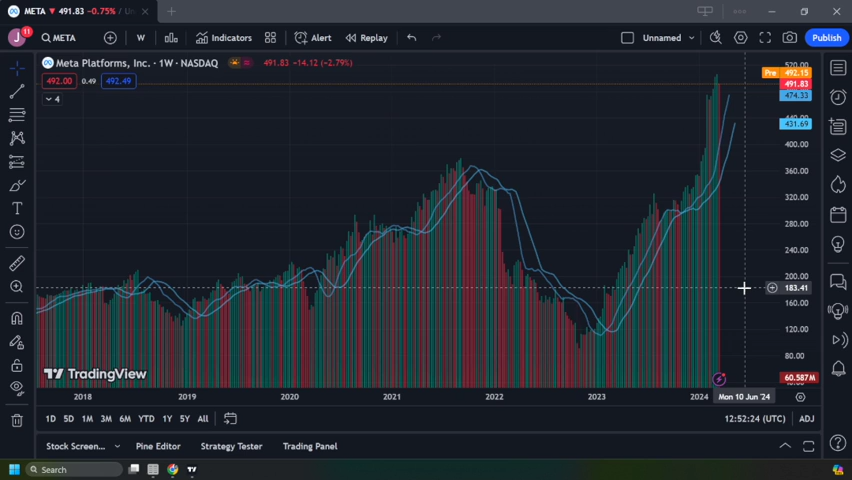 META ▼ 491.83 −0.75% / Un
J 11 META W Indicators Alert Replay Unnamed Publish
Meta Platforms, Inc. · 1W · NASDAQ 491.83 −14.12 (−2.79%)
492.00 0.49 492.49
4
520.00
Pre 492.15
491.83
474.33
431.69
400.00
360.00
320.00
280.00
240.00
200.00
183.41
160.00
120.00
80.00
60.587M
TradingView
2018 2019 2020 2021 2022 2023 2024 Mon 10 Jun '24
1D 5D 1M 3M 6M YTD 1Y 5Y All 12:52:24 (UTC) ADJ
Stock Screen... Pine Editor Strategy Tester Trading Panel
Search